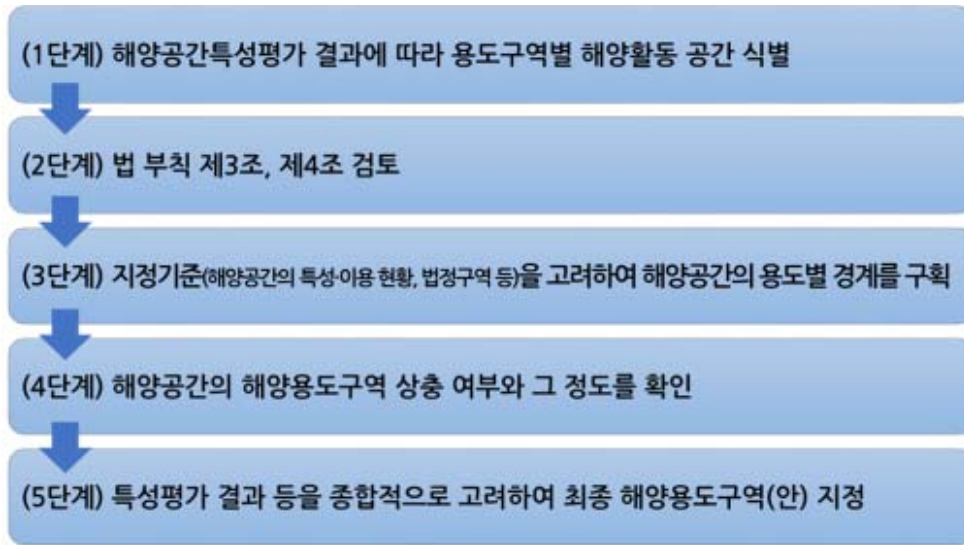 (1단계) 해양공간특성평가 결과에 따라 용도구역별 해양활동 공간 식별
(2단계) 법 부칙 제3조, 제4조 검토
(3단계) 지정기준(해양공간의 특성·이용 현황, 법정구역 등)을 고려하여 해양공간의 용도별 경계를 구획
(4단계) 해양공간의 해양용도구역 상충 여부와 그 정도를 확인
(5단계) 특성평가 결과 등을 종합적으로 고려하여 최종 해양용도구역(안) 지정